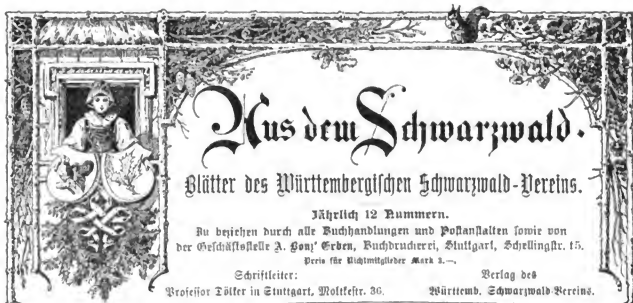 Aus dem Schwarzwald.
Blätter des Württembergischen Schwarzwald-Vereins.
Jährlich 12 Nummern.
Zu beziehen durch alle Buchhandlungen und Postanstalten sowie von
der Geschäftsstelle A. Bonz' Erben, Buchdruckerei, Stuttgart, Schellingstr. 15.
Preis für Nichtmitglieder Mark 3.—.
Schriftleiter:
Professor Dölker in Stuttgart, Moltkestr. 36.
Verlag des
Württemb. Schwarzwald-Vereins.